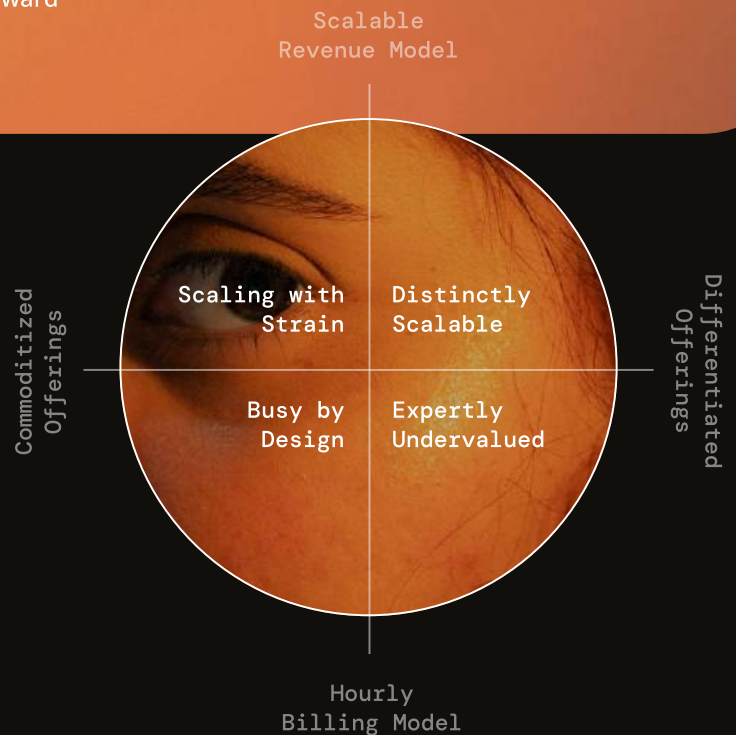 ward
Scalable
Revenue Model
Commoditized
Offerings
Scaling with
Strain
Distinctly
Scalable
Busy by
Design
Expertly
Undervalued
Differentiated
Offerings
Hourly
Billing Model